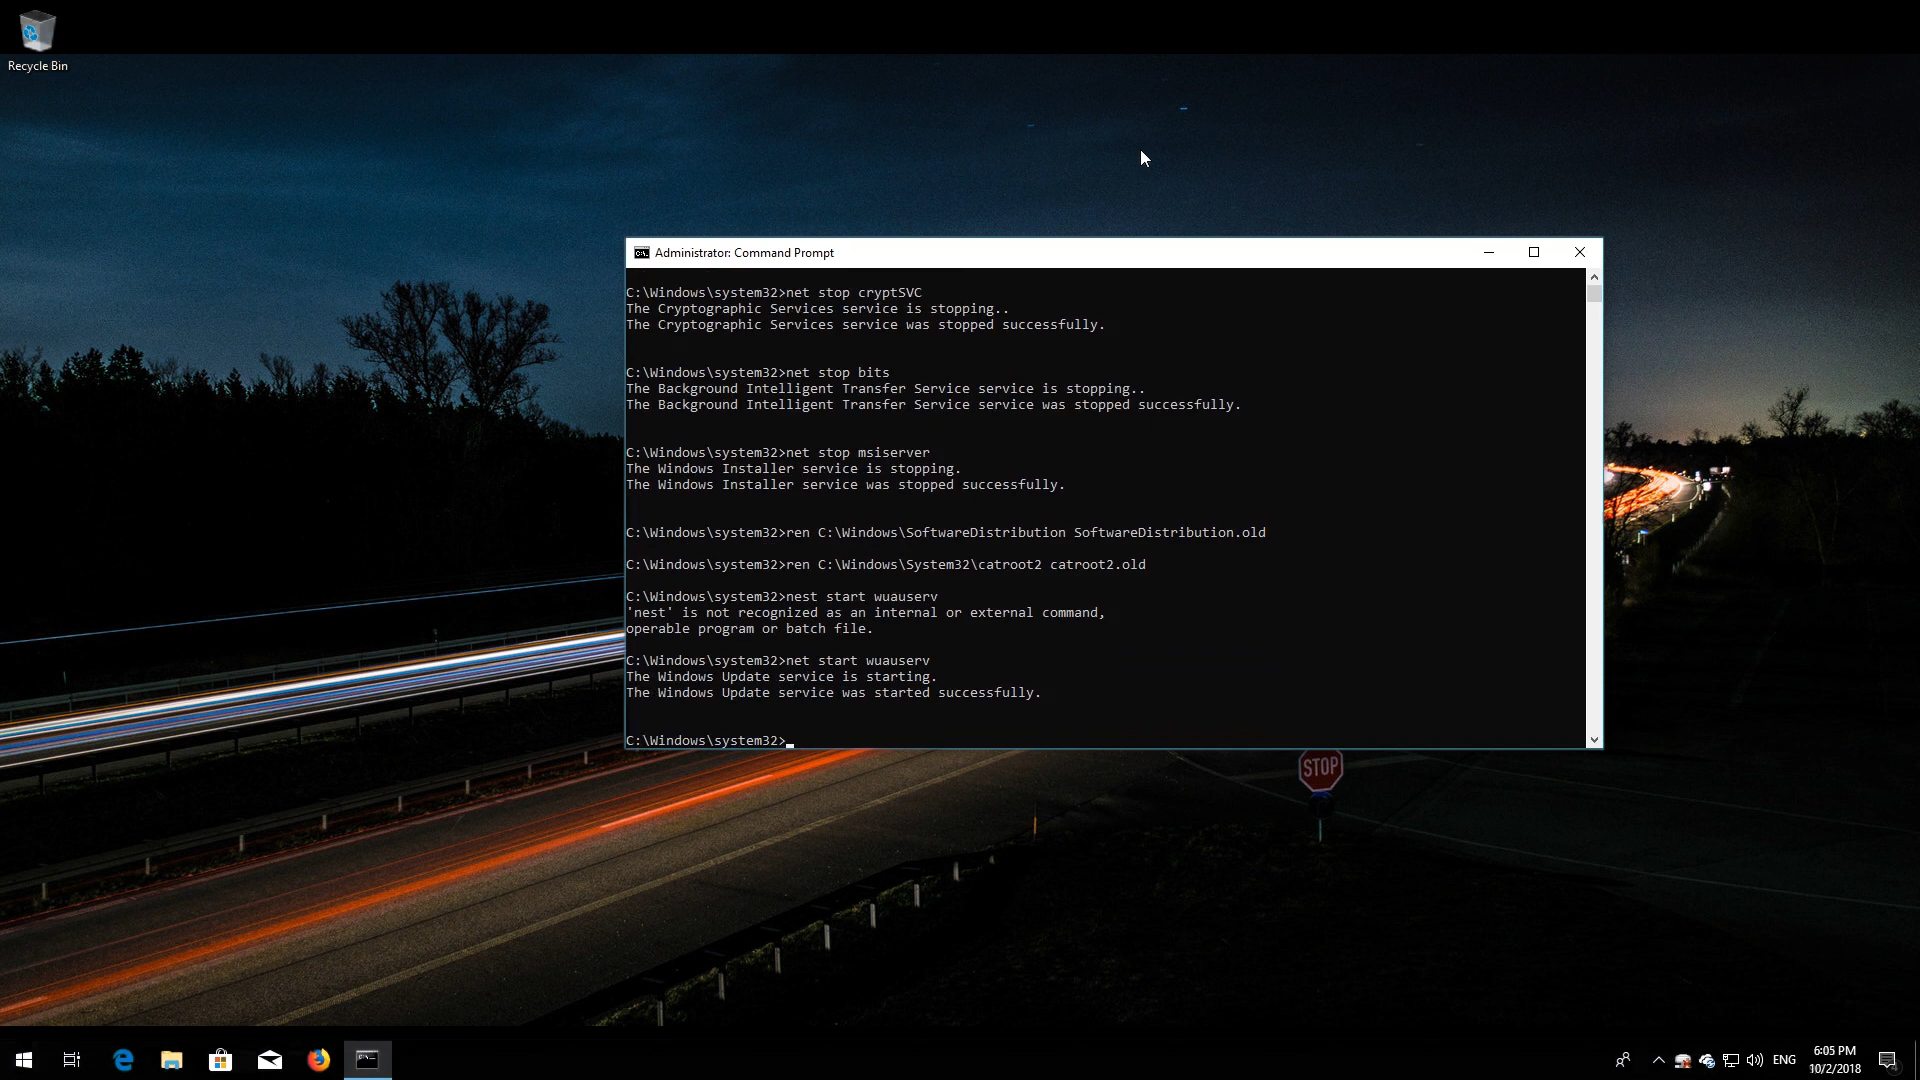 Recycle Bin
Administrator: Command Prompt
C:\Windows\system32>net stop cryptSVC
The Cryptographic Services service is stopping..
The Cryptographic Services service was stopped successfully.
C:\Windows\system32>net stop bits
The Background Intelligent Transfer Service service is stopping..
The Background Intelligent Transfer Service service was stopped successfully.
C:\Windows\system32>net stop msiserver
The Windows Installer service is stopping.
The Windows Installer service was stopped successfully.
C:\Windows\system32>ren C:\Windows\SoftwareDistribution SoftwareDistribution.old
C:\Windows\system32>ren C:\Windows\System32\catroot2 catroot2.old
C:\Windows\system32>nest start wuauserv
'nest' is not recognized as an internal or external command,
operable program or batch file.
C:\Windows\system32>net start wuauserv
The Windows Update service is starting.
The Windows Update service was started successfully.
C:\Windows\system32>
STOP
ENG
6:05 PM
10/2/2018